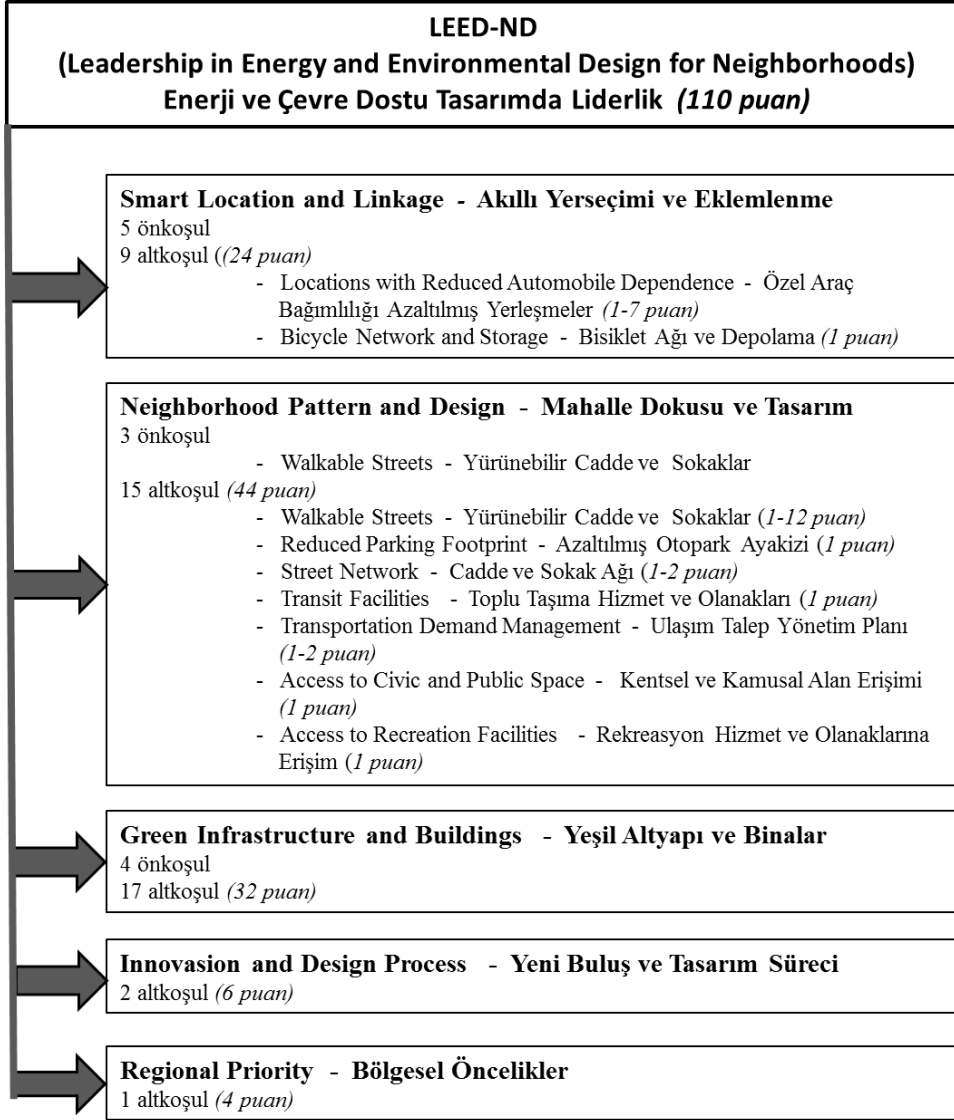 LEED-ND
(Leadership in Energy and Environmental Design for Neighborhoods)
Enerji ve Çevre Dostu Tasarımda Liderlik (110 puan)
Smart Location and Linkage - Akıllı Yerseçimi ve Eklemlenme
5 önkoşul
9 altkoşul ((24 puan)
- Locations with Reduced Automobile Dependence - Özel Araç
Bağımlılığı Azaltılmış Yerleşmeler (1-7 puan)
- Bicycle Network and Storage - Bisiklet Ağı ve Depolama (1 puan)
Neighborhood Pattern and Design - Mahalle Dokusu ve Tasarım
3 önkoşul
- Walkable Streets - Yürünebilir Cadde ve Sokaklar
15 altkoşul (44 puan)
- Walkable Streets - Yürünebilir Cadde ve Sokaklar (1-12 puan)
- Reduced Parking Footprint - Azaltılmış Otopark Ayakizi (1 puan)
- Street Network - Cadde ve Sokak Ağı (1-2 puan)
- Transit Facilities - Toplu Taşıma Hizmet ve Olanakları (1 puan)
- Transportation Demand Management - Ulaşım Talep Yönetim Planı
(1-2 puan)
- Access to Civic and Public Space - Kentsel ve Kamusal Alan Erişimi
(1 puan)
- Access to Recreation Facilities - Rekreasyon Hizmet ve Olanaklarına
Erişim (1 puan)
Green Infrastructure and Buildings - Yeşil Altyapı ve Binalar
4 önkoşul
17 altkoşul (32 puan)
Innovasion and Design Process - Yeni Buluş ve Tasarım Süreci
2 altkoşul (6 puan)
Regional Priority - Bölgesel Öncelikler
1 altkoşul (4 puan)